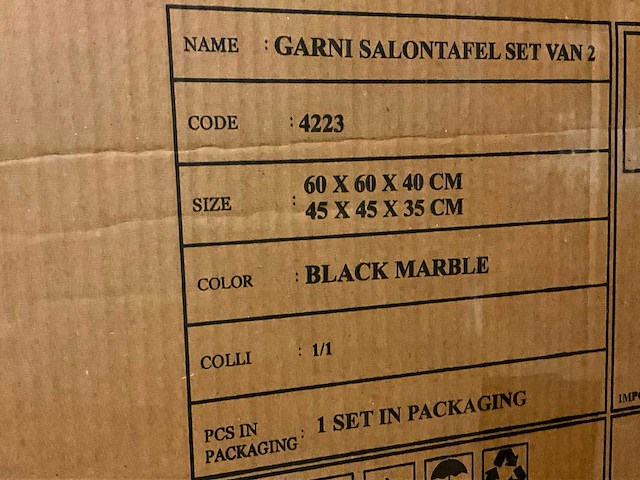 NAME : GARNI SALONTAFEL SET VAN 2
CODE : 4223
SIZE : 60 X 60 X 40 CM
45 X 45 X 35 CM
COLOR : BLACK MARBLE
COLLI : 1/1
PCS IN
PACKAGING : 1 SET IN PACKAGING